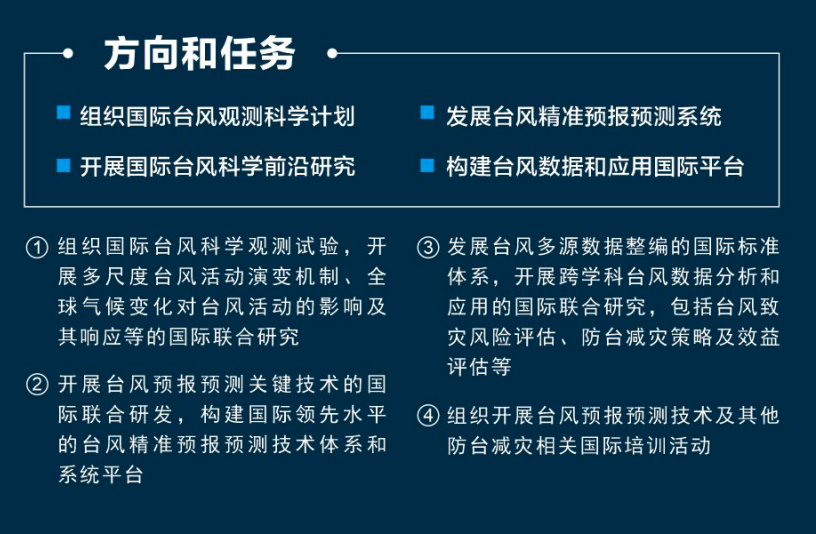 方向和任务
组织国际台风观测科学计划
发展台风精准预报预测系统
开展国际台风科学前沿研究
构建台风数据和应用国际平台
① 组织国际台风科学观测试验，开
展多尺度台风活动演变机制、全
球气候变化对台风活动的影响及
其响应等的国际联合研究
② 开展台风预报预测关键技术的国
际联合研发，构建国际领先水平
的台风精准预报预测技术体系和
系统平台
③ 发展台风多源数据整编的国际标准
体系，开展跨学科台风数据分析和
应用的国际联合研究，包括台风致
灾风险评估、防台减灾策略及效益
评估等
④ 组织开展台风预报预测技术及其他
防台减灾相关国际培训活动